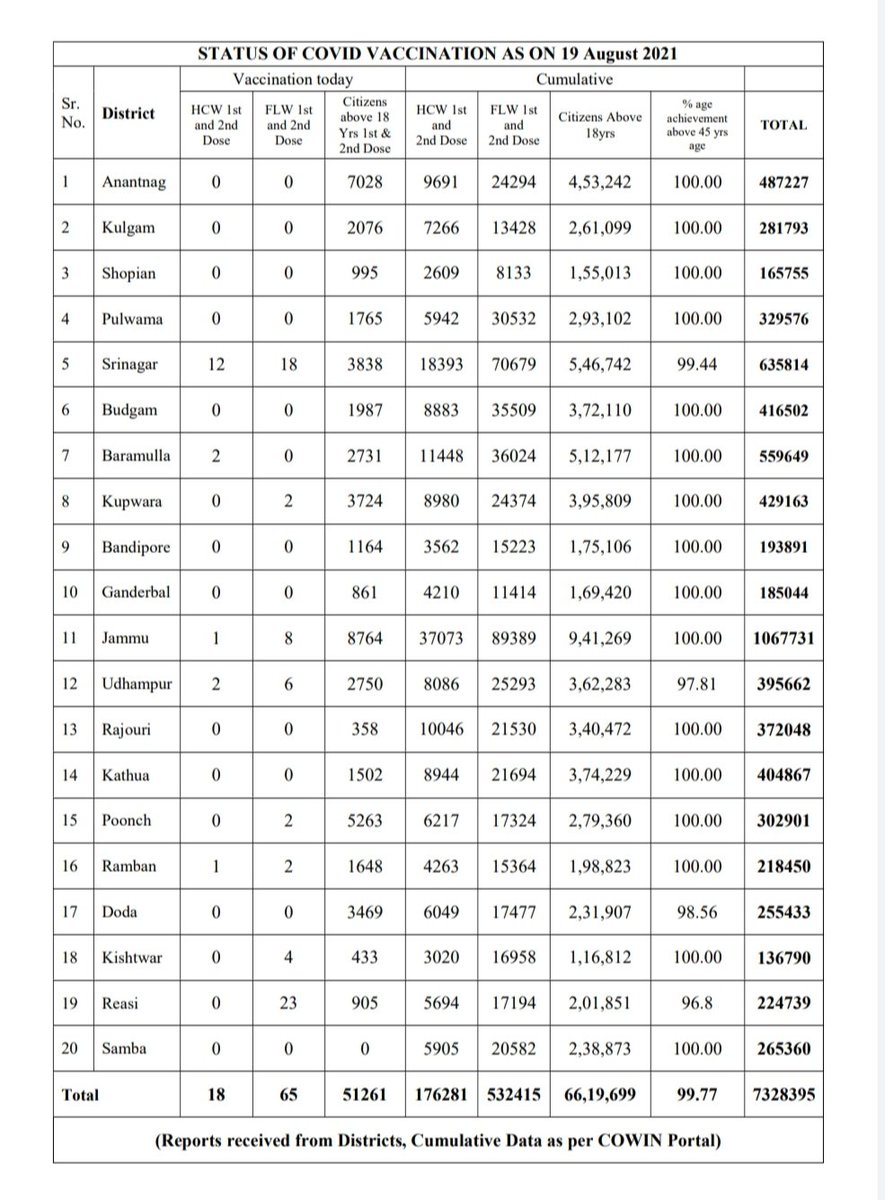 STATUS OF COVID VACCINATION AS ON 19 August 2021
Sr. No. District Vaccination today Cumulative
HCW 1st and 2nd Dose FLW 1st and 2nd Dose Citizens above 18 Yrs 1st & 2nd Dose HCW 1st and 2nd Dose FLW 1st and 2nd Dose Citizens Above 18yrs % age achievement above 45 yrs age TOTAL
1 Anantnag 0 0 7028 9691 24294 4,53,242 100.00 487227
2 Kulgam 0 0 2076 7266 13428 2,61,099 100.00 281793
3 Shopian 0 0 995 2609 8133 1,55,013 100.00 165755
4 Pulwama 0 0 1765 5942 30532 2,93,102 100.00 329576
5 Srinagar 12 18 3838 18393 70679 5,46,742 99.44 635814
6 Budgam 0 0 1987 8883 35509 3,72,110 100.00 416502
7 Baramulla 2 0 2731 11448 36024 5,12,177 100.00 559649
8 Kupwara 0 2 3724 8980 24374 3,95,809 100.00 429163
9 Bandipore 0 0 1164 3562 15223 1,75,106 100.00 193891
10 Ganderbal 0 0 861 4210 11414 1,69,420 100.00 185044
11 Jammu 1 8 8764 37073 89389 9,41,269 100.00 1067731
12 Udhampur 2 6 2750 8086 25293 3,62,283 97.81 395662
13 Rajouri 0 0 358 10046 21530 3,40,472 100.00 372048
14 Kathua 0 0 1502 8944 21694 3,74,229 100.00 404867
15 Poonch 0 2 5263 6217 17324 2,79,360 100.00 302901
16 Ramban 1 2 1648 4263 15364 1,98,823 100.00 218450
17 Doda 0 0 3469 6049 17477 2,31,907 98.56 255433
18 Kishtwar 0 4 433 3020 16958 1,16,812 100.00 136790
19 Reasi 0 23 905 5694 17194 2,01,851 96.8 224739
20 Samba 0 0 0 5905 20582 2,38,873 100.00 265360
Total 18 65 51261 176281 532415 66,19,699 99.77 7328395
(Reports received from Districts, Cumulative Data as per COWIN Portal)